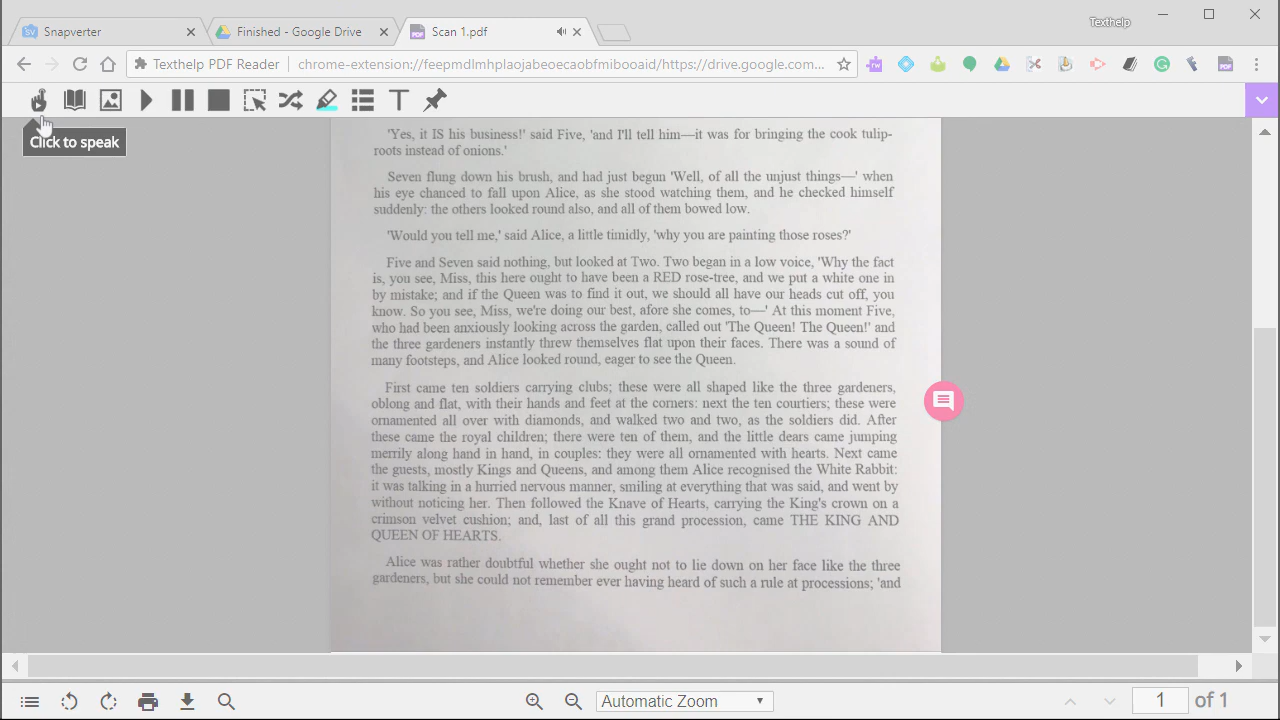 Texthelp
Snapverter
Finished - Google Drive
Scan 1.pdf
Texthelp PDF Reader
chrome-extension://feepmdlmhplaojabeoecaobfmibooaid/https://drive.google.com...
Click to speak
'Yes, it IS his business!' said Five, 'and I'll tell him—it was for bringing the cook tulip-
roots instead of onions.'
Seven flung down his brush, and had just begun 'Well, of all the unjust things—' when
his eye chanced to fall upon Alice, as she stood watching them, and he checked himself
suddenly: the others looked round also, and all of them bowed low.
'Would you tell me,' said Alice, a little timidly, 'why you are painting those roses?'
Five and Seven said nothing, but looked at Two. Two began in a low voice, 'Why the fact
is, you see, Miss, this here ought to have been a RED rose-tree, and we put a white one in
by mistake; and if the Queen was to find it out, we should all have our heads cut off, you
know. So you see, Miss, we're doing our best, afore she comes, to—' At this moment Five,
who had been anxiously looking across the garden, called out 'The Queen! The Queen!' and
the three gardeners instantly threw themselves flat upon their faces. There was a sound of
many footsteps, and Alice looked round, eager to see the Queen.
First came ten soldiers carrying clubs; these were all shaped like the three gardeners,
oblong and flat, with their hands and feet at the corners: next the ten courtiers; these were
ornamented all over with diamonds, and walked two and two, as the soldiers did. After
these came the royal children; there were ten of them, and the little dears came jumping
merrily along hand in hand, in couples: they were all ornamented with hearts. Next came
the guests, mostly Kings and Queens, and among them Alice recognised the White Rabbit:
it was talking in a hurried nervous manner, smiling at everything that was said, and went by
without noticing her. Then followed the Knave of Hearts, carrying the King's crown on a
crimson velvet cushion; and, last of all this grand procession, came THE KING AND
QUEEN OF HEARTS.
Alice was rather doubtful whether she ought not to lie down on her face like the three
gardeners, but she could not remember ever having heard of such a rule at processions; 'and
Automatic Zoom
1 of 1